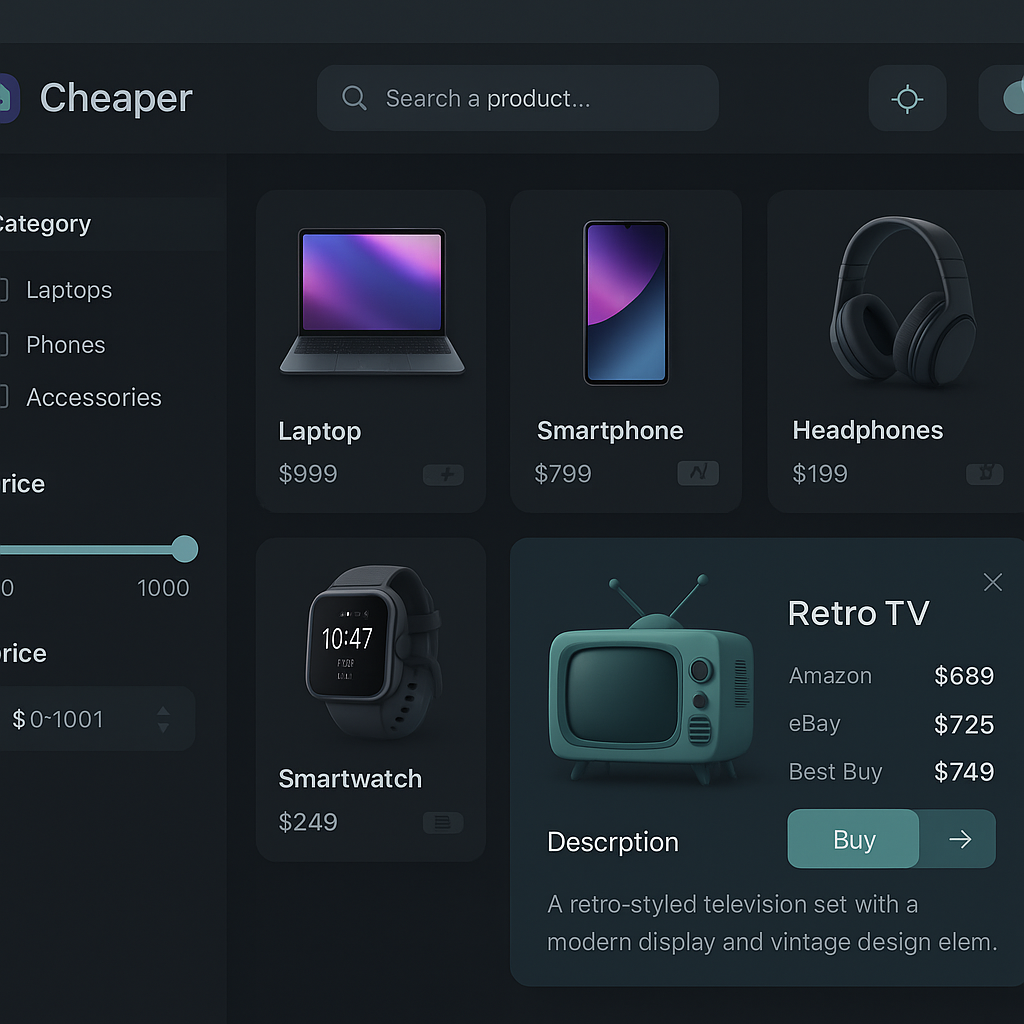 Cheaper
Search a product...
Category
Laptops
Phones
Accessories
rice
0
1000
rice
$ 0~1001
Laptop
$999
Smartphone
$799
Headphones
$199
10:47
Smartwatch
$249
Retro TV
Amazon $689
eBay $725
Best Buy $749
Buy
Descrption
A retro-styled television set with a
modern display and vintage design elem.